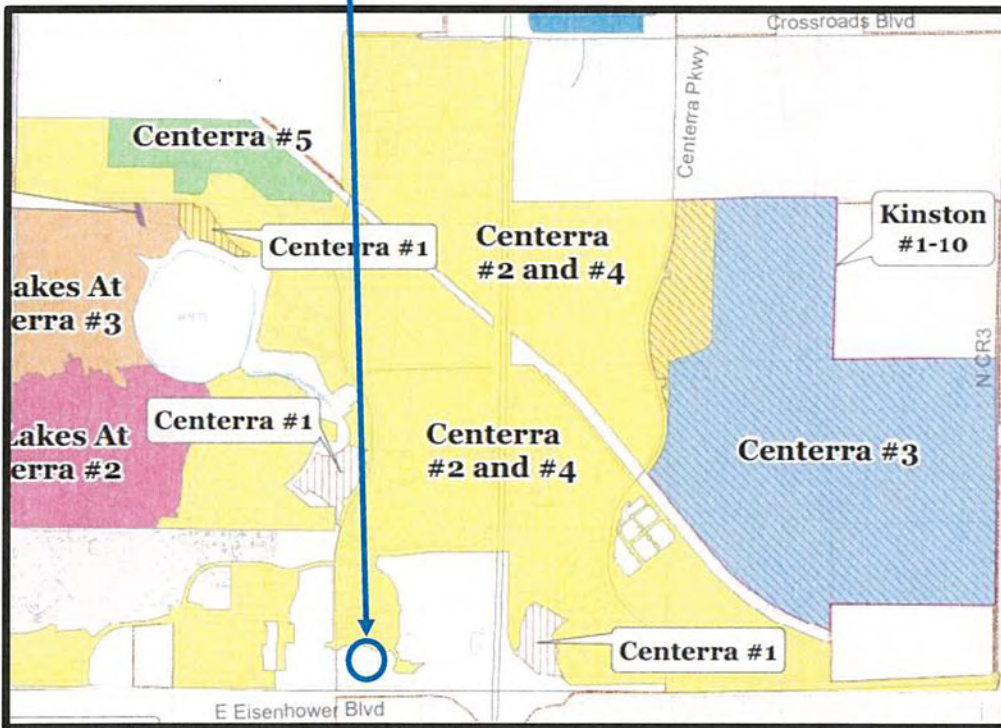 Crossroads Blvd
Centerra Pkwy
Centerra #5
Kinston
#1-10
Centerra #1
Centerra
#2 and #4
akes At
erra #3
N CR3
Centerra #1
Lakes At
erra #2
Centerra
#2 and #4
Centerra #3
Centerra #1
E Eisenhower Blvd